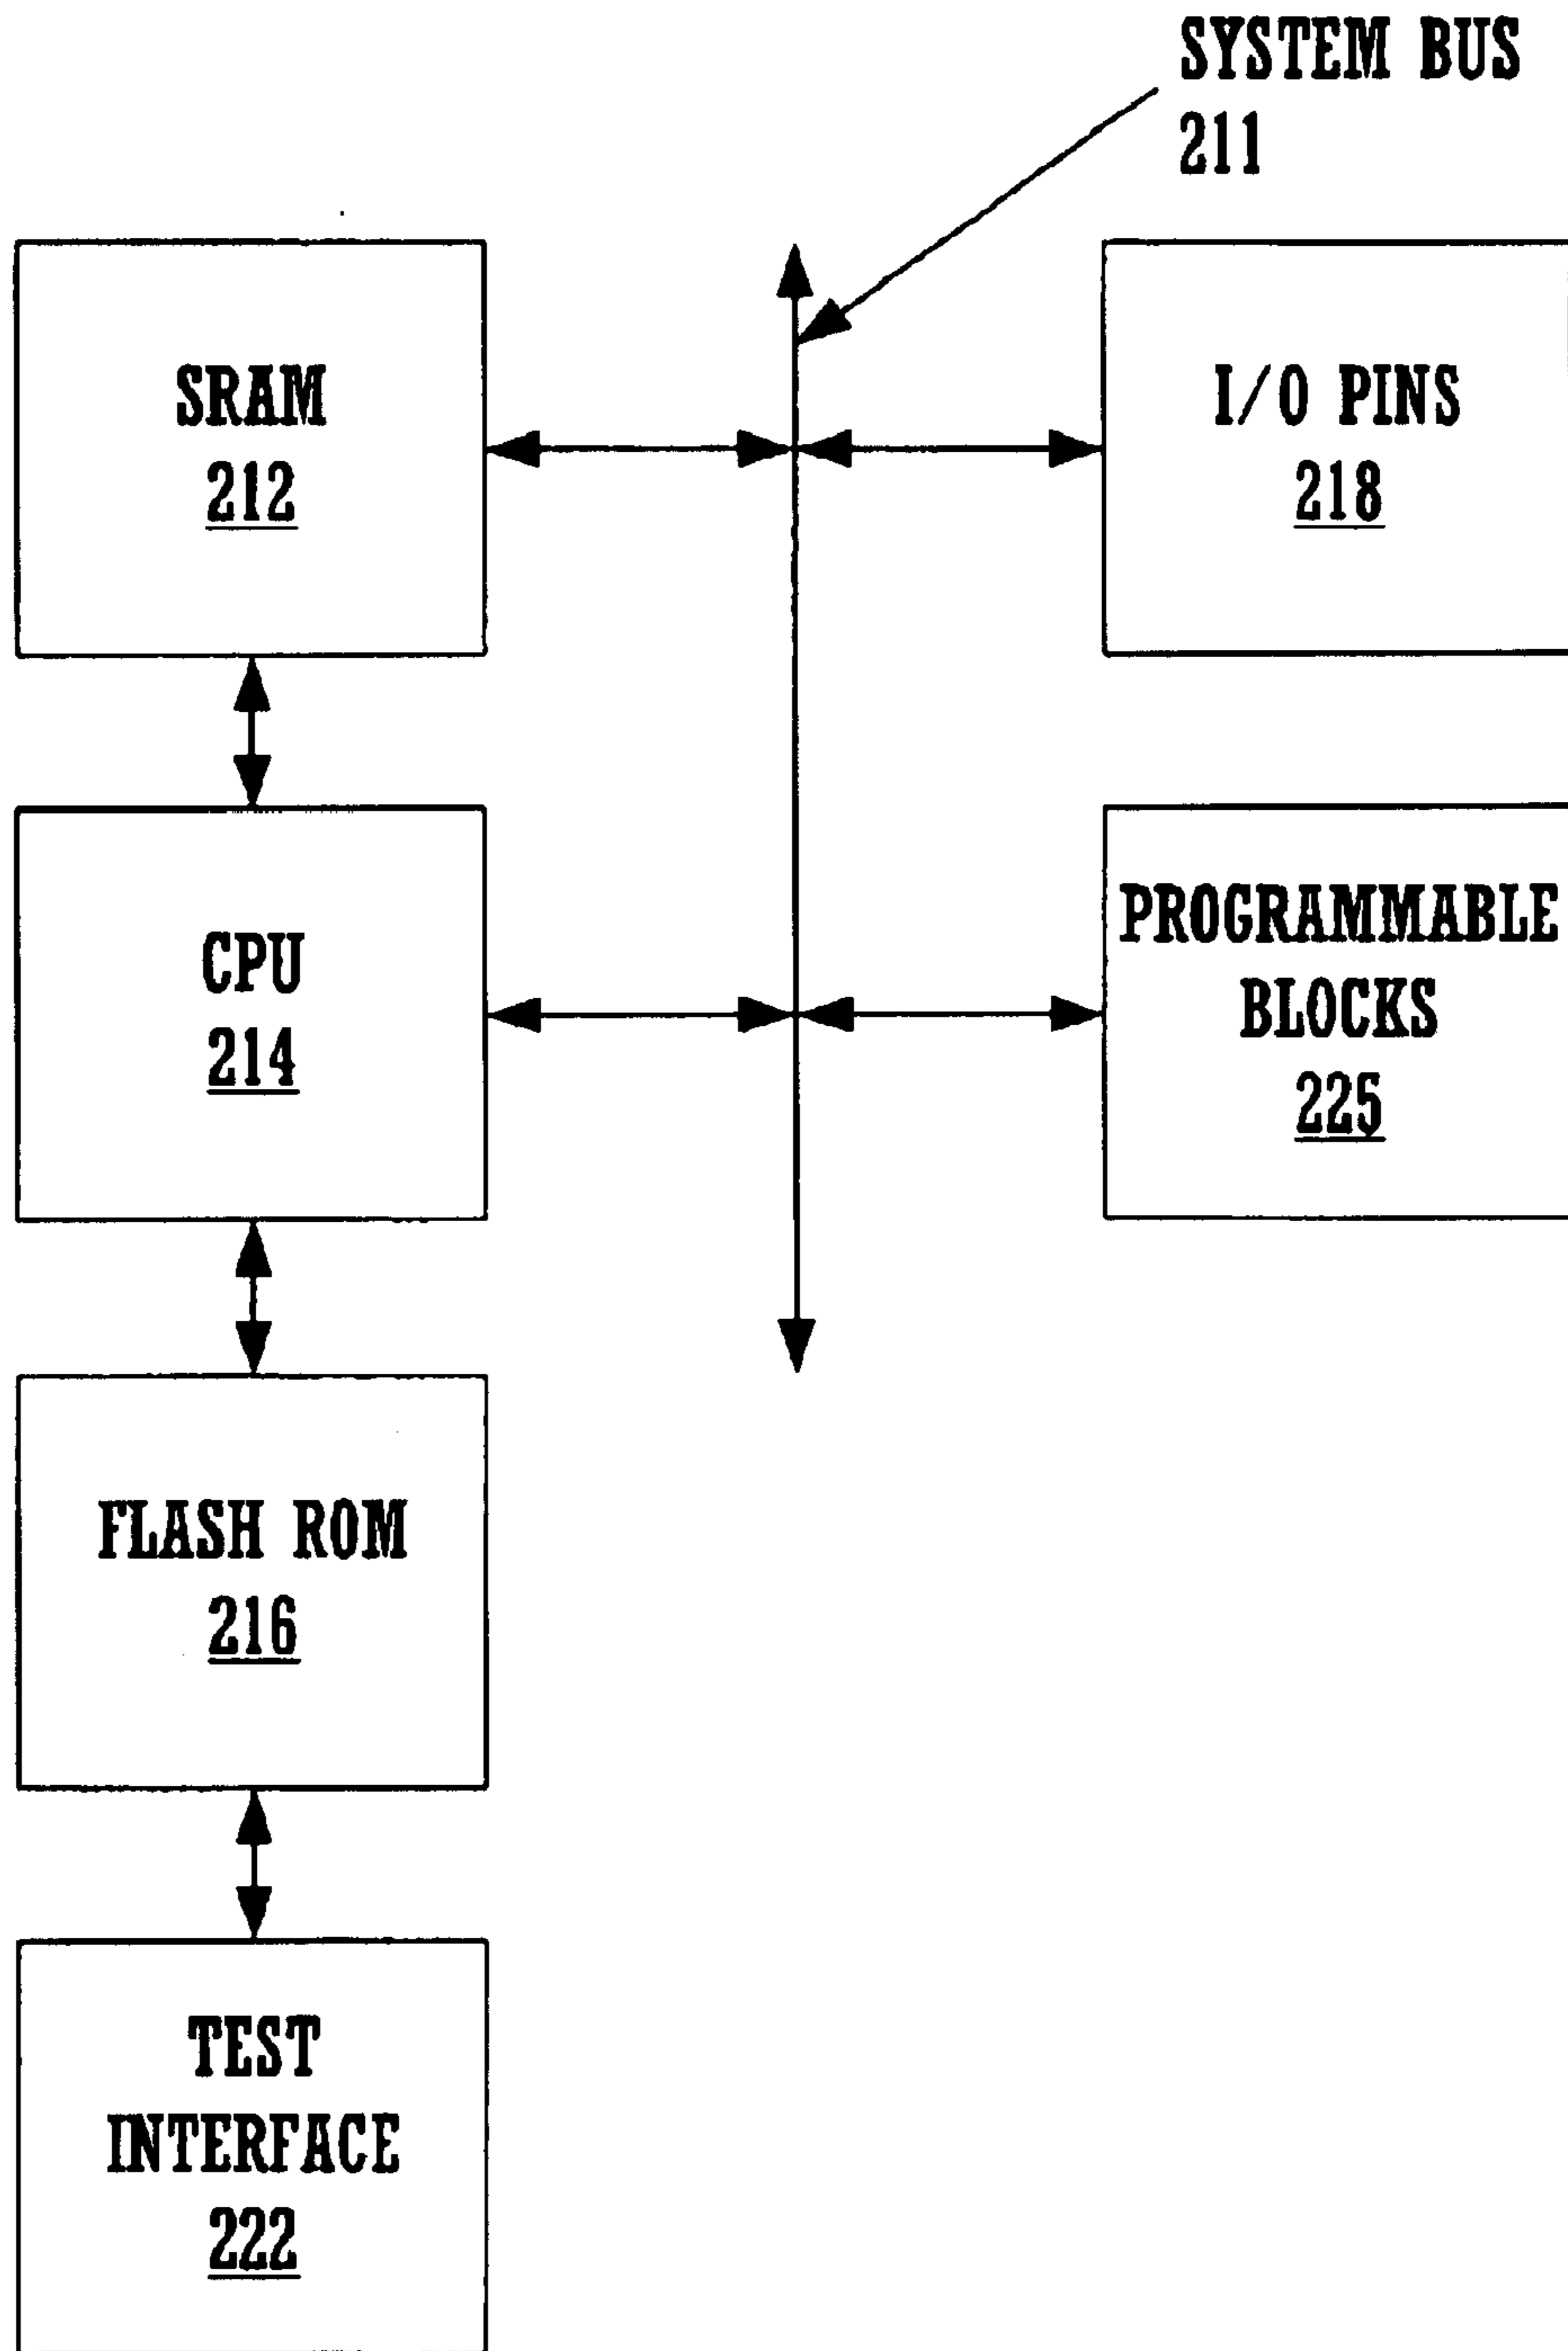 SYSTEM BUS
211
SRAM
212
I/O PINS
218
CPU
214
PROGRAMMABLE
BLOCKS
225
FLASH ROM
216
TEST
INTERFACE
222